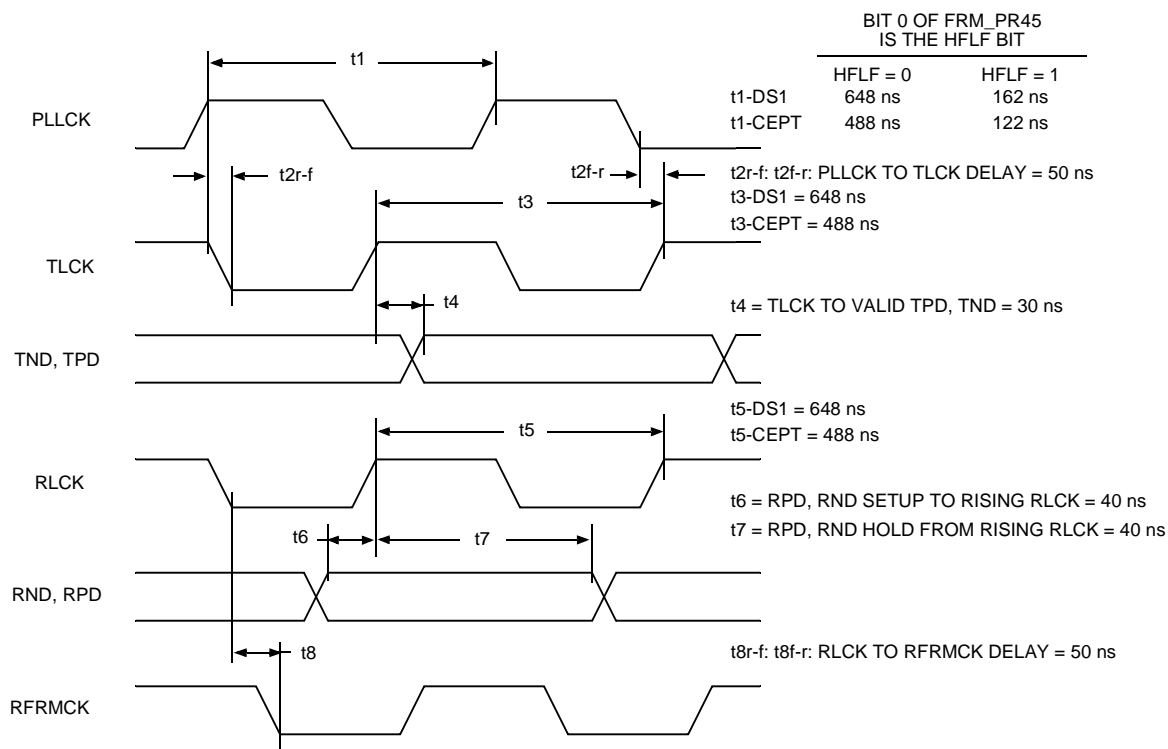 BIT 0 OF FRM_PR45
IS THE HFLF BIT
HFLF = 0 HFLF = 1
t1-DS1 648 ns 162 ns
t1-CEPT 488 ns 122 ns
t1
PLLCK
t2r-f
t2f-r
t2r-f: t2f-r: PLLCK TO TLCK DELAY = 50 ns
t3-DS1 = 648 ns
t3-CEPT = 488 ns
t3
TLCK
t4
t4 = TLCK TO VALID TPD, TND = 30 ns
TND, TPD
t5-DS1 = 648 ns
t5-CEPT = 488 ns
t5
RLCK
t6 = RPD, RND SETUP TO RISING RLCK = 40 ns
t7 = RPD, RND HOLD FROM RISING RLCK = 40 ns
t6
t7
RND, RPD
t8
t8r-f: t8f-r: RLCK TO RFRMCK DELAY = 50 ns
RFRMCK